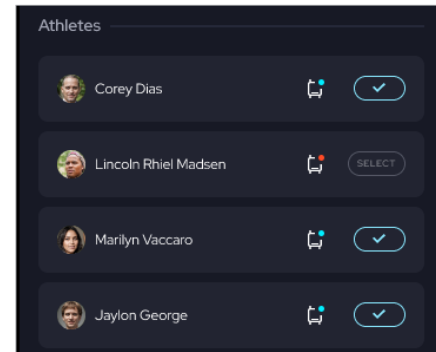 Athletes
Corey Dias
Lincoln Rhiel Madsen
SELECT
Marilyn Vaccaro
Jaylon George